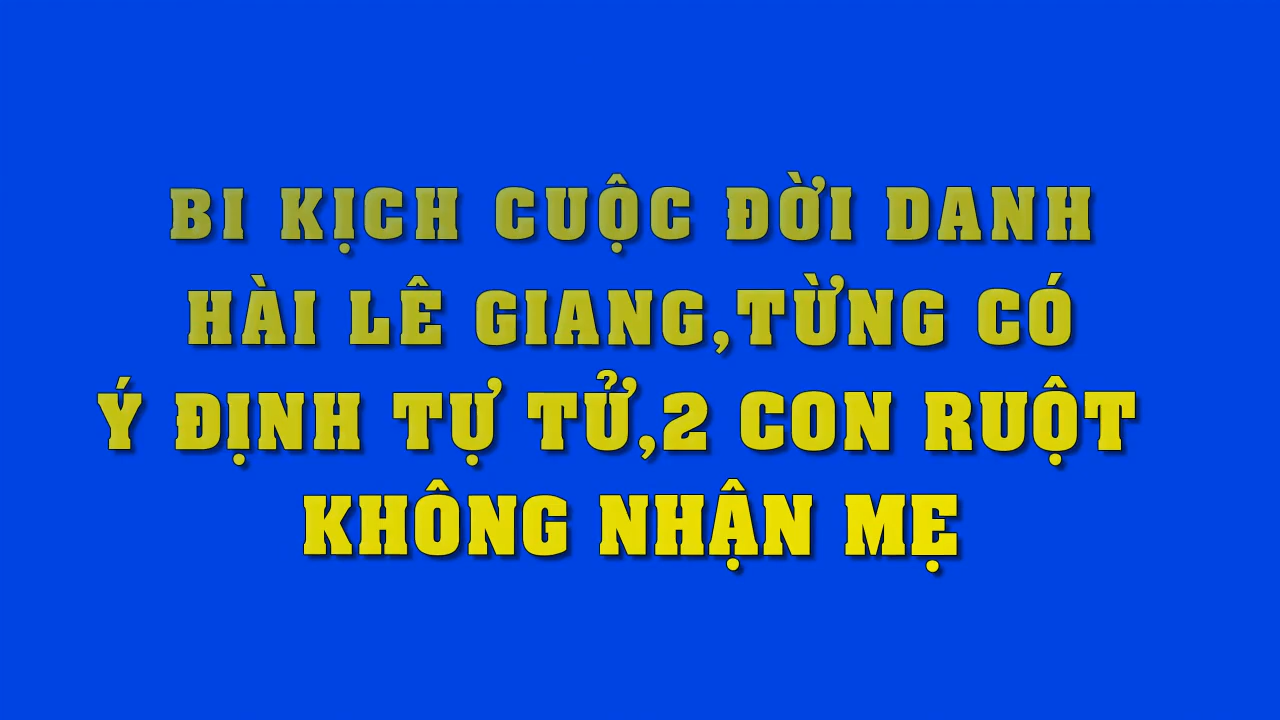 BI KỊCH CUỘC ĐỜI DANH
HÀI LÊ GIANG,TỪNG CÓ
Ý ĐỊNH TỰ TỬ,2 CON RUỘT
KHÔNG NHẬN MẸ